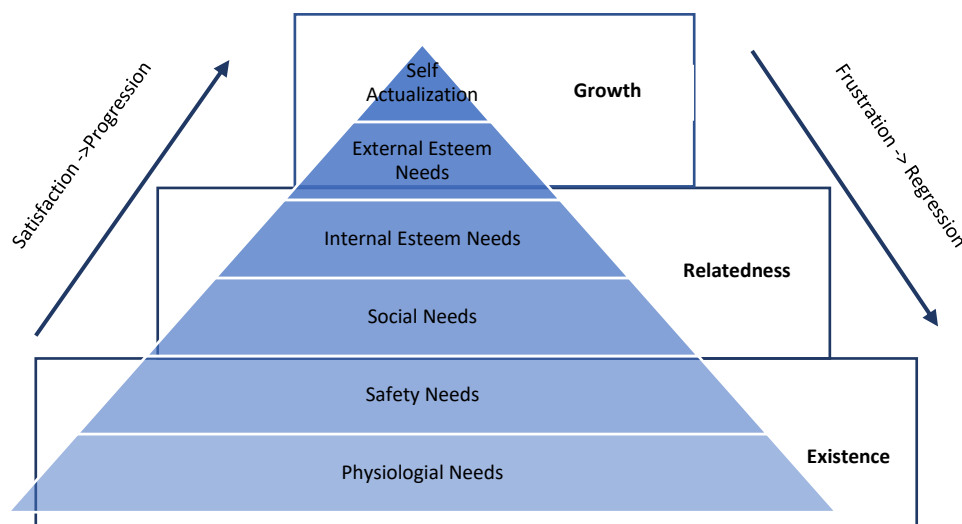 Self
Actualization
Growth
External Esteem
Needs
Satisfaction ->Progression
Frustration -> Regression
Internal Esteem Needs
Relatedness
Social Needs
Safety Needs
Physiologial Needs
Existence